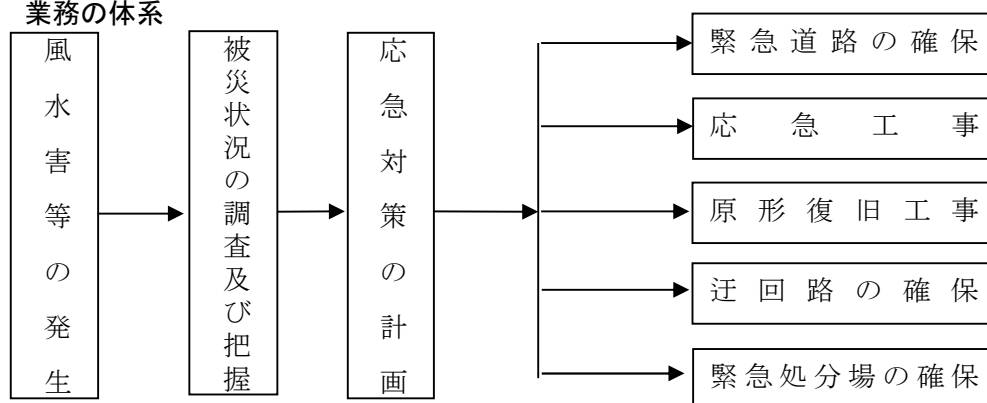 業務の体系
風水害等の発生
被災状況の調査及び把握
応急対策の計画
緊急道路の確保
応急工事
原形復旧工事
迂回路の確保
緊急処分場の確保